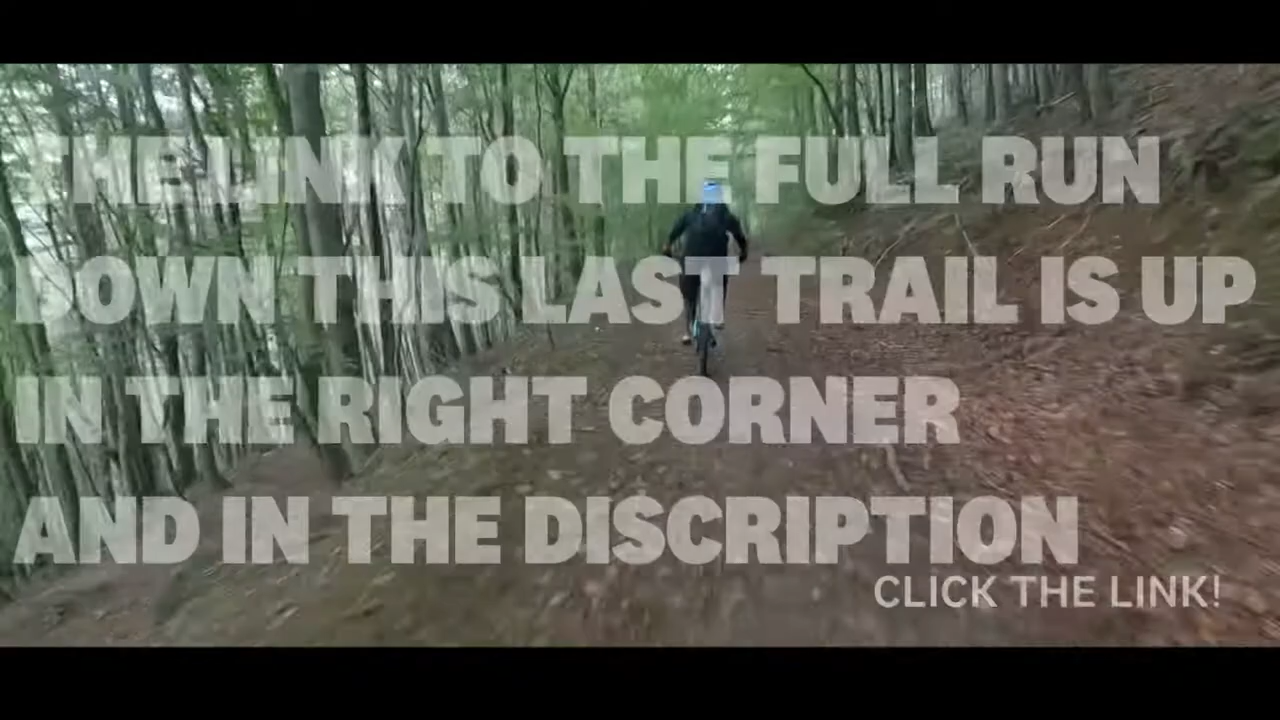 THE LINK TO THE FULL RUN
DOWN THIS LAST TRAIL IS UP
IN THE RIGHT CORNER
AND IN THE DISCRIPTION
CLICK THE LINK!